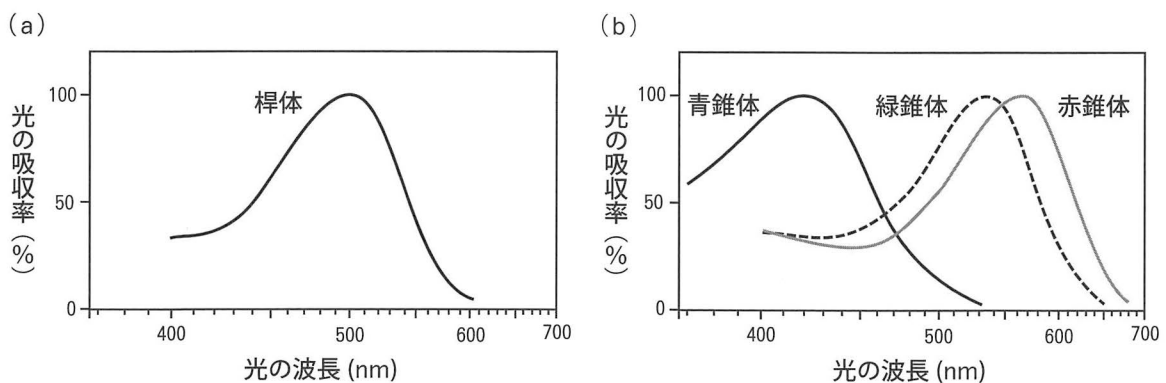 (a)
桿体
光の吸収率(%)
100
50
0
400 500 600 700
光の波長 (nm)
(b)
青錐体 緑錐体 赤錐体
光の吸収率(%)
100
50
0
400 500 600 700
光の波長 (nm)